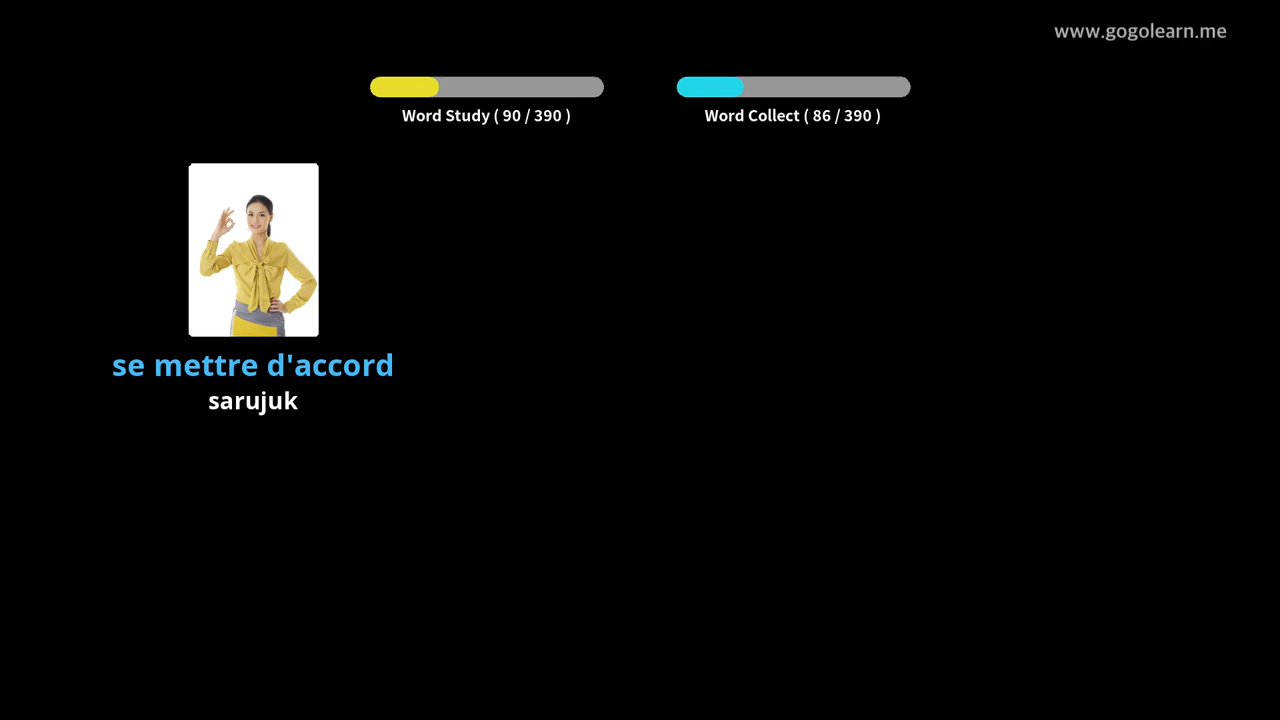 www.gogolearn.me
Word Study ( 90 / 390 )
Word Collect ( 86 / 390 )
se mettre d'accord
sarujuk